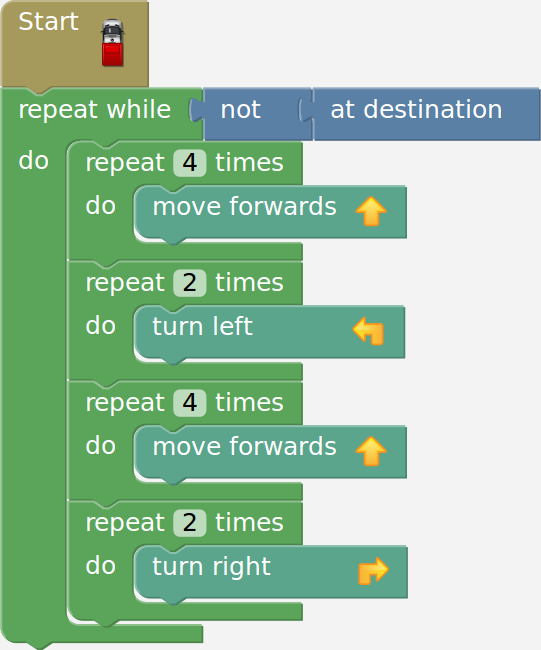 Start
repeat while not at destination
do repeat 4 times
do move forwards
repeat 2 times
do turn left
repeat 4 times
do move forwards
repeat 2 times
do turn right